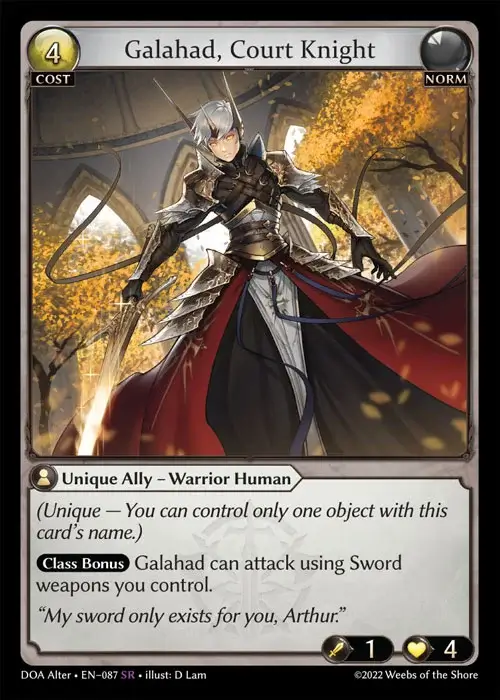 4
Galahad, Court Knight
COST
NORM
Unique Ally – Warrior Human
(Unique — You can control only one object with this
card's name.)
Class Bonus Galahad can attack using Sword
weapons you control.
“My sword only exists for you, Arthur.”
1
4
DOA Alter • EN–087 SR • illust: D Lam
©2022 Weebs of the Shore